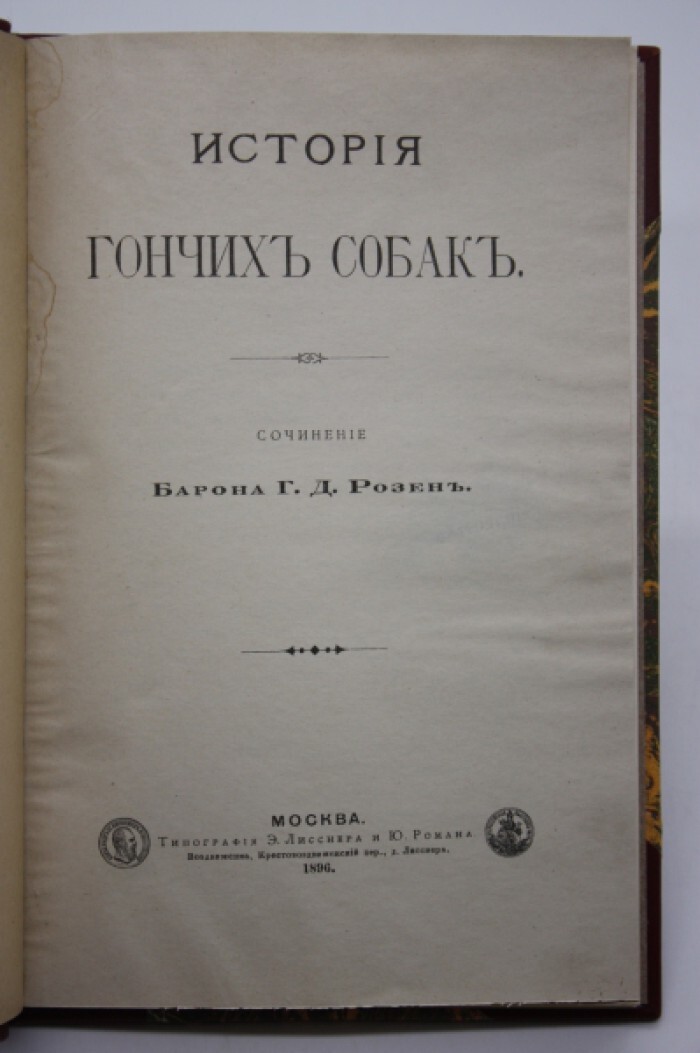 ИСТОРІЯ
ГОНЧИХЪ СОБАКЪ.
СОЧИНЕНІЕ
БАРОНА Г. Д. РОЗЕНЪ.
МОСКВА.
ТИПОГРАФІЯ Э. ЛИССНЕРА И Ю. РОМАНА.
Воздвиженка, Крестовоздвиженскій пер., д. Лисснера.
1896.